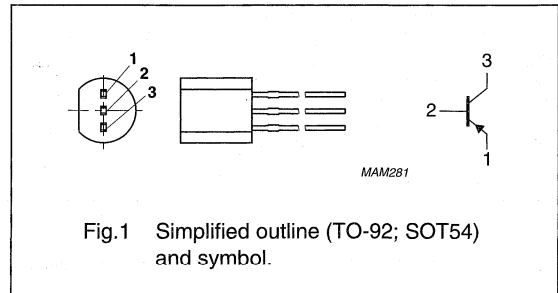 1
2
3
3
2
1
MAM281
Fig.1 Simplified outline (TO-92; SOT54)
and symbol.